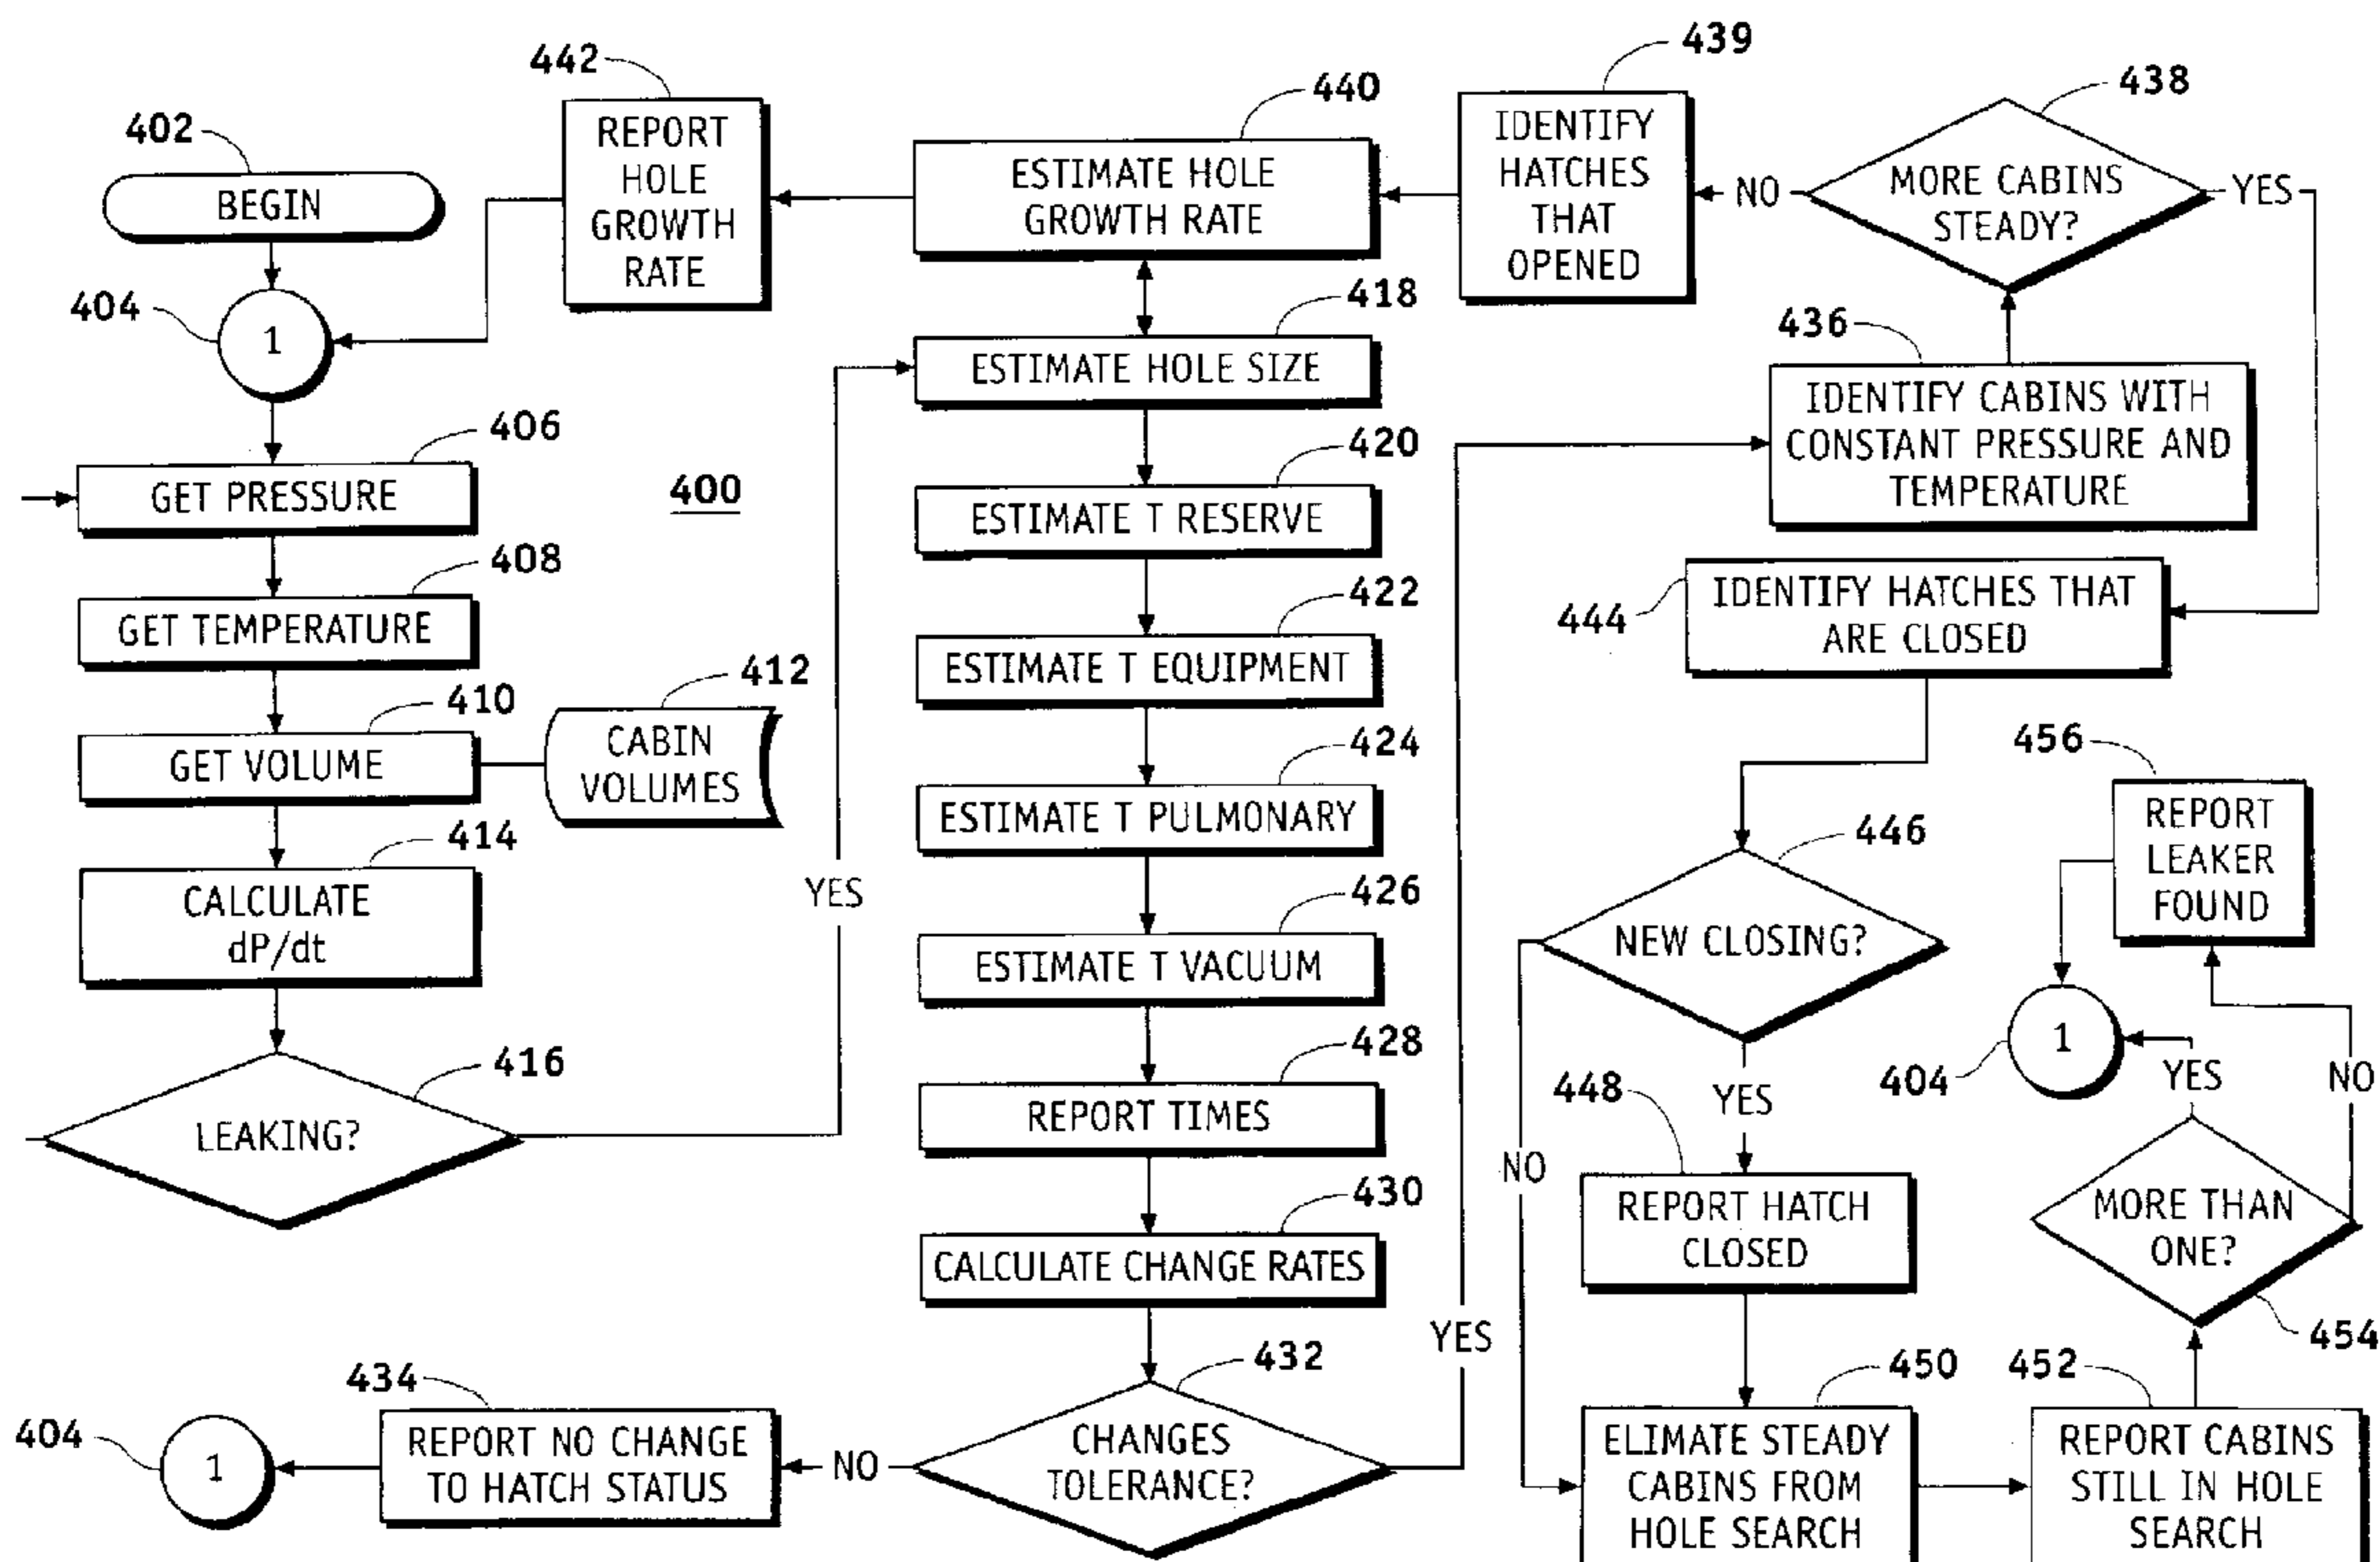 402
BEGIN
404
1
406
GET PRESSURE
408
GET TEMPERATURE
410
GET VOLUME
412
CABIN
VOLUMES
414
CALCULATE
dP/dt
416
LEAKING?
YES
400
442
REPORT
HOLE
GROWTH
RATE
440
ESTIMATE HOLE
GROWTH RATE
418
ESTIMATE HOLE SIZE
420
ESTIMATE T RESERVE
422
ESTIMATE T EQUIPMENT
424
ESTIMATE T PULMONARY
426
ESTIMATE T VACUUM
428
REPORT TIMES
430
CALCULATE CHANGE RATES
432
CHANGES
TOLERANCE?
NO
434
REPORT NO CHANGE
TO HATCH STATUS
404
1
YES
439
IDENTIFY
HATCHES
THAT
OPENED
NO
438
MORE CABINS
STEADY?
YES
436
IDENTIFY CABINS WITH
CONSTANT PRESSURE AND
TEMPERATURE
444
IDENTIFY HATCHES THAT
ARE CLOSED
446
NEW CLOSING?
NO
YES
448
REPORT HATCH
CLOSED
450
ELIMATE STEADY
CABINS FROM
HOLE SEARCH
452
REPORT CABINS
STILL IN HOLE
SEARCH
454
MORE THAN
ONE?
YES
NO
404
1
456
REPORT
LEAKER
FOUND